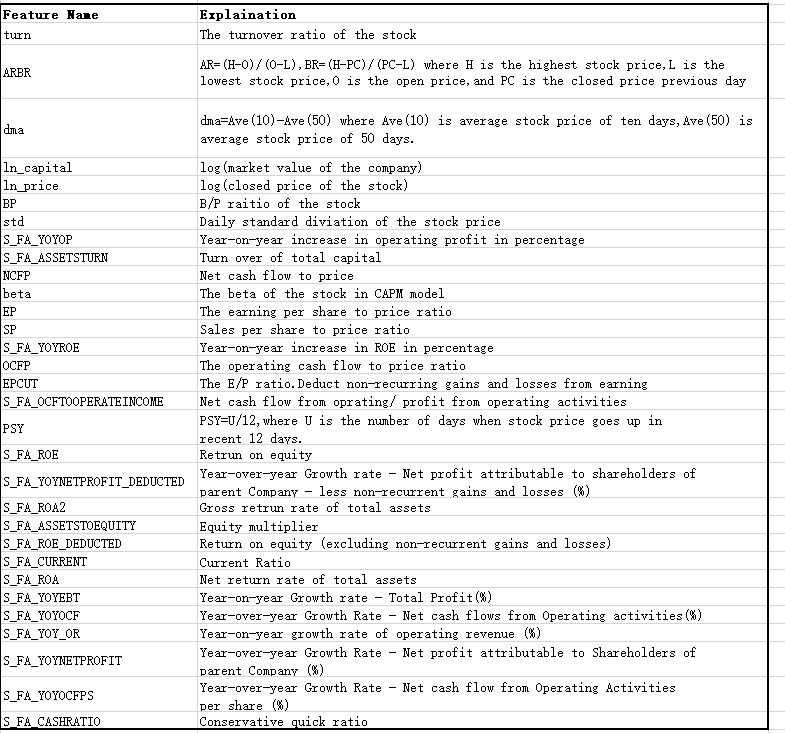 Feature Name Explaination
turn The turnover ratio of the stock
ARBR AR=(H-O)/(O-L),BR=(H-PC)/(PC-L) where H is the highest stock price,L is the
lowest stock price,O is the open price,and PC is the closed price previous day
dma dma=Ave(10)-Ave(50) where Ave(10) is average stock price of ten days,Ave(50) is
average stock price of 50 days.
ln_capital log(market value of the company)
ln_price log(closed price of the stock)
BP B/P raitio of the stock
std Daily standard diviation of the stock price
S_FA_YOYOP Year-on-year increase in operating profit in percentage
S_FA_ASSETSTURN Turn over of total capital
NCFP Net cash flow to price
beta The beta of the stock in CAPM model
EP The earning per share to price ratio
SP Sales per share to price ratio
S_FA_YOYROE Year-on-year increase in ROE in percentage
OCFP The operating cash flow to price ratio
EPCUT The E/P ratio.Deduct non-recurring gains and losses from earning
S_FA_OCFTOOPERATEINCOME Net cash flow from oprating/ profit from operating activities
PSY PSY=U/12,where U is the number of days when stock price goes up in
recent 12 days.
S_FA_ROE Retrun on equity
S_FA_YOYNETPROFIT_DEDUCTED Year-over-year Growth rate - Net profit attributable to shareholders of
parent Company - less non-recurrent gains and losses (%)
S_FA_ROA2 Gross retrun rate of total assets
S_FA_ASSETSTOEQUITY Equity multiplier
S_FA_ROE_DEDUCTED Return on equity (excluding non-recurrent gains and losses)
S_FA_CURRENT Current Ratio
S_FA_ROA Net return rate of total assets
S_FA_YOYEBT Year-on-year Growth rate - Total Profit(%)
S_FA_YOYOCF Year-over-year Growth Rate - Net cash flows from Operating activities(%)
S_FA_YOY_OR Year-on-year growth rate of operating revenue (%)
S_FA_YOYNETPROFIT Year-over-year Growth Rate - Net profit attributable to Shareholders of
parent Company (%)
S_FA_YOYOCFPS Year-over-year Growth Rate - Net cash flow from Operating Activities
per share (%)
S_FA_CASHRATIO Conservative quick ratio